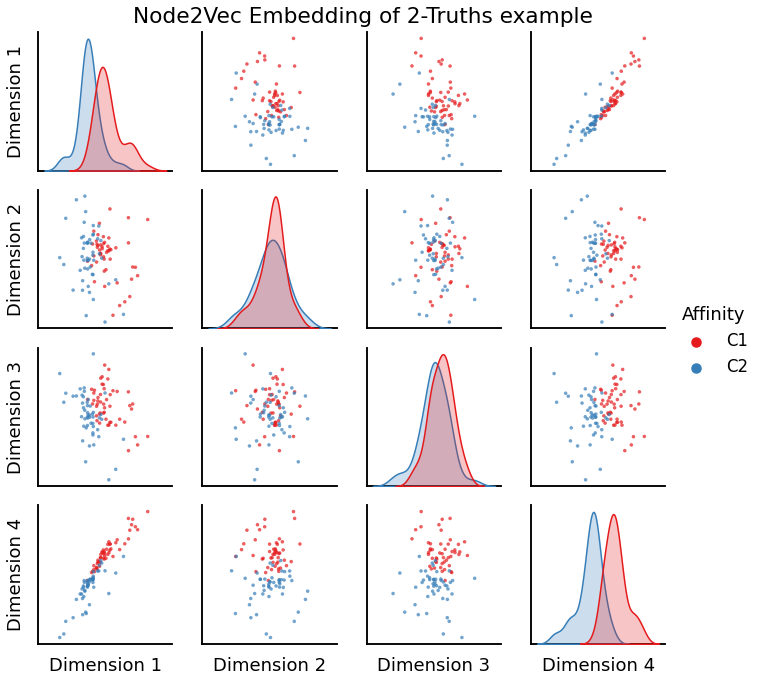 Node2Vec Embedding of 2-Truths example
Dimension 1
Dimension 2
Dimension 3
Dimension 4
Affinity
C1
C2
Dimension 1
Dimension 2
Dimension 3
Dimension 4